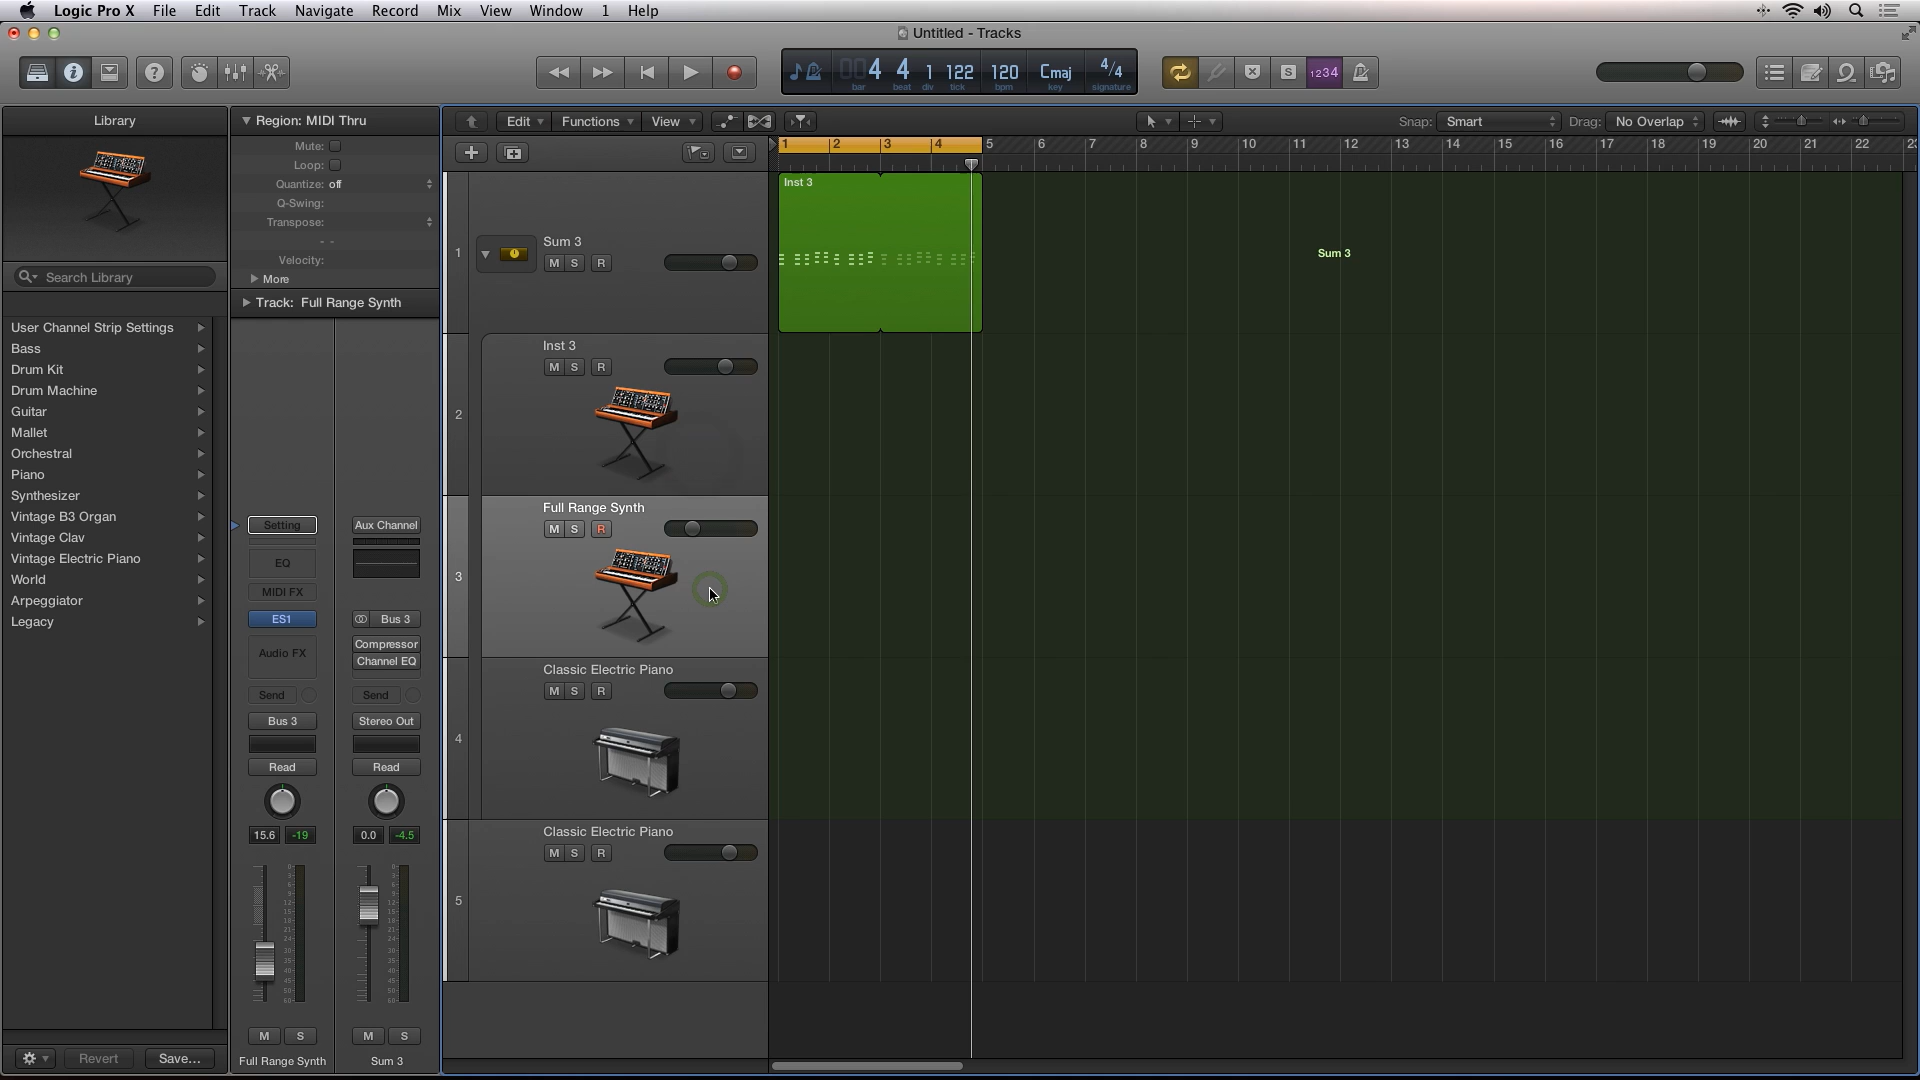 Logic Pro X File Edit Track Navigate Record Mix View Window 1 Help
Untitled - Tracks
004 4 1 122 120 Cmaj 4/4
bar beat div tick bpm key signature
S 1234
Library
Search Library
User Channel Strip Settings
Bass
Drum Kit
Drum Machine
Guitar
Mallet
Orchestral
Piano
Synthesizer
Vintage B3 Organ
Vintage Clav
Vintage Electric Piano
World
Arpeggiator
Legacy
Revert Save...
Region: MIDI Thru
Mute:
Loop:
Quantize: off
Q-Swing:
Transpose:
- -
Velocity:
More
Track: Full Range Synth
Setting Aux Channel
EQ
MIDI FX
ES1 Bus 3
Audio FX Compressor
Channel EQ
Send Send
Bus 3 Stereo Out
Read Read
15.6 -19 0.0 -4.5
M S M S
Full Range Synth Sum 3
Edit Functions View Snap: Smart Drag: No Overlap
1 2 3 4 5 6 7 8 9 10 11 12 13 14 15 16 17 18 19 20 21 22 23
1 Sum 3
M S R
Inst 3
Sum 3
2 Inst 3
M S R
3 Full Range Synth
M S R
4 Classic Electric Piano
M S R
5 Classic Electric Piano
M S R